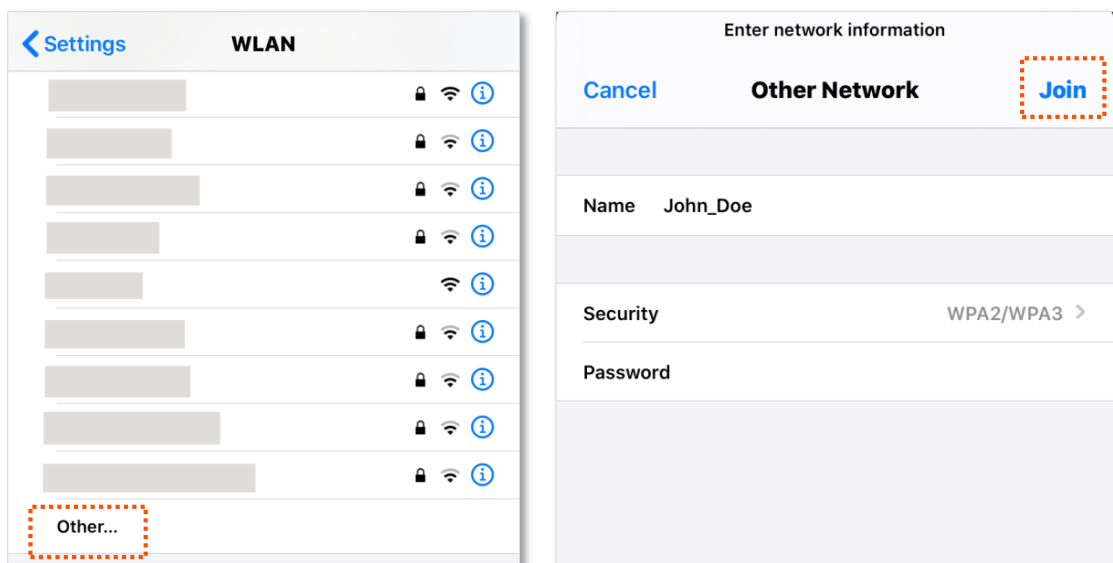 Settings
WLAN
Other...
Enter network information
Cancel
Other Network
Join
Name John_Doe
Security WPA2/WPA3
Password